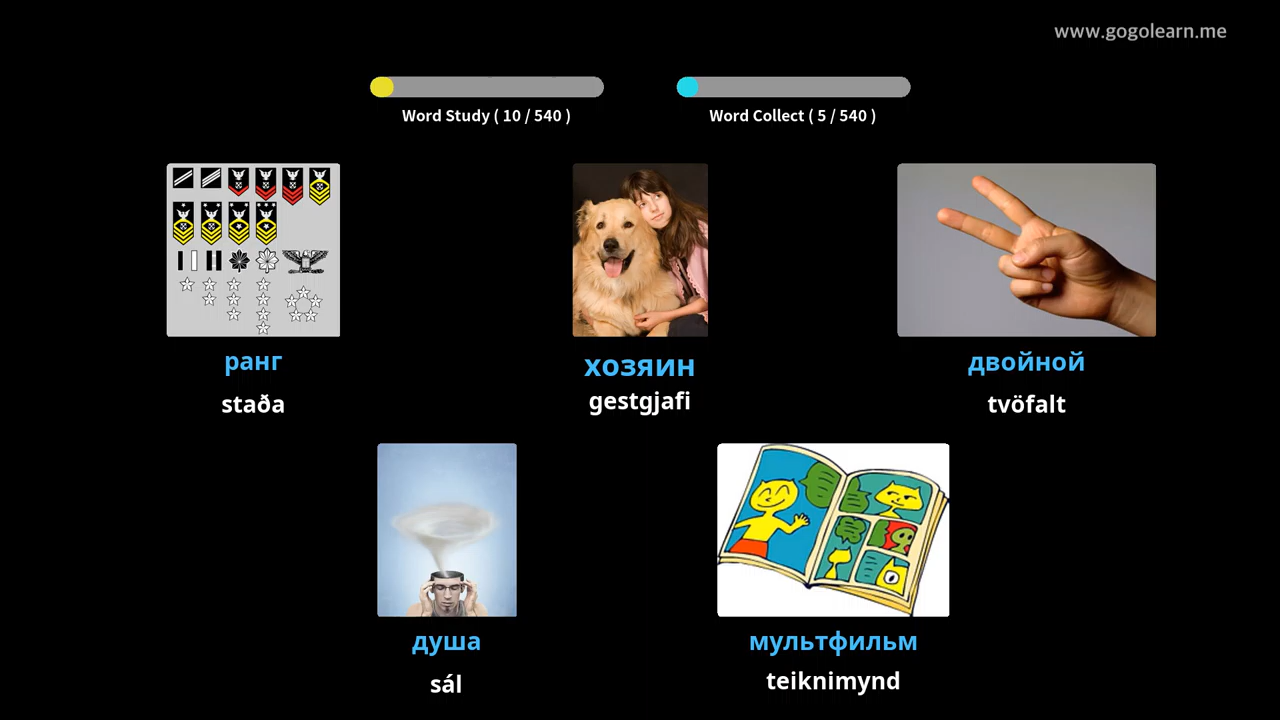 www.gogolearn.me
Word Study ( 10 / 540 )
Word Collect ( 5 / 540 )
ранг
хозяин
двойной
staða
gestgjafi
tvöfalt
душа
мультфильм
sál
teiknimynd